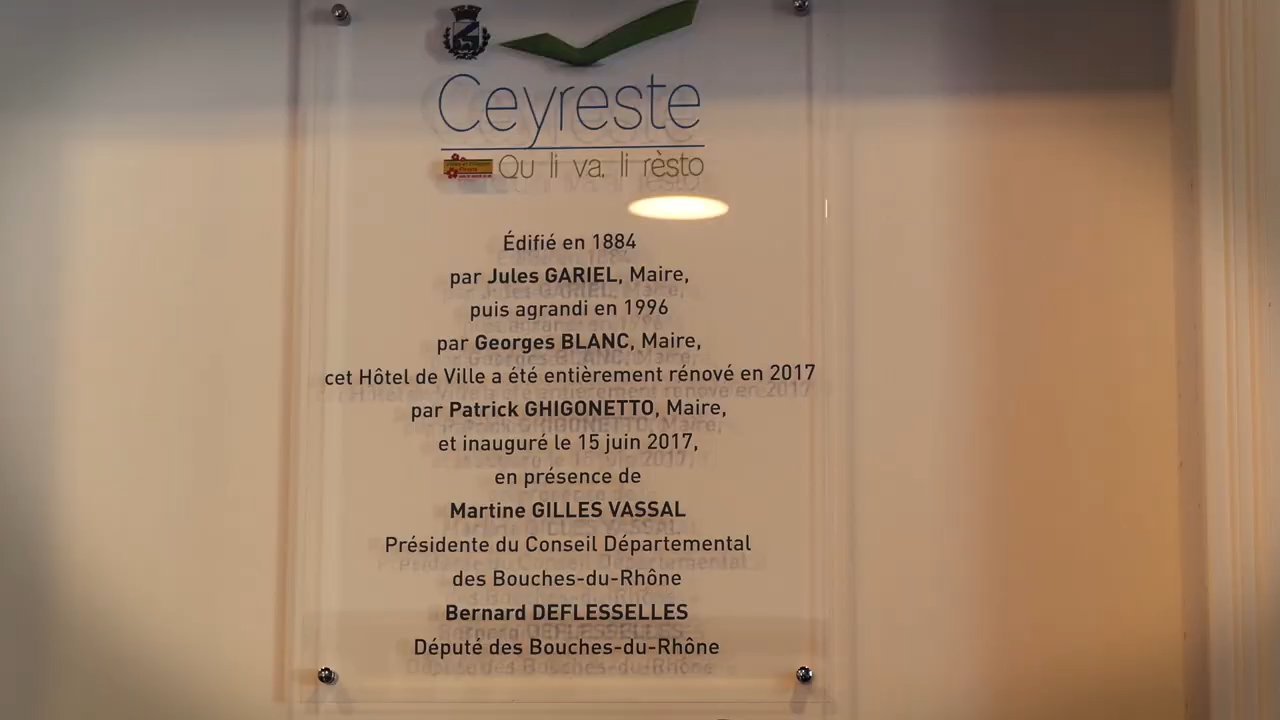 Ceyreste
Qu li va, li rèsto
Édifié en 1884
par Jules GARIEL, Maire,
puis agrandi en 1996
par Georges BLANC, Maire,
cet Hôtel de Ville a été entièrement rénové en 2017
par Patrick GHIGONETTO, Maire,
et inauguré le 15 juin 2017,
en présence de
Martine GILLES VASSAL
Présidente du Conseil Départemental
des Bouches-du-Rhône
Bernard DEFLESSELLES
Député des Bouches-du-Rhône